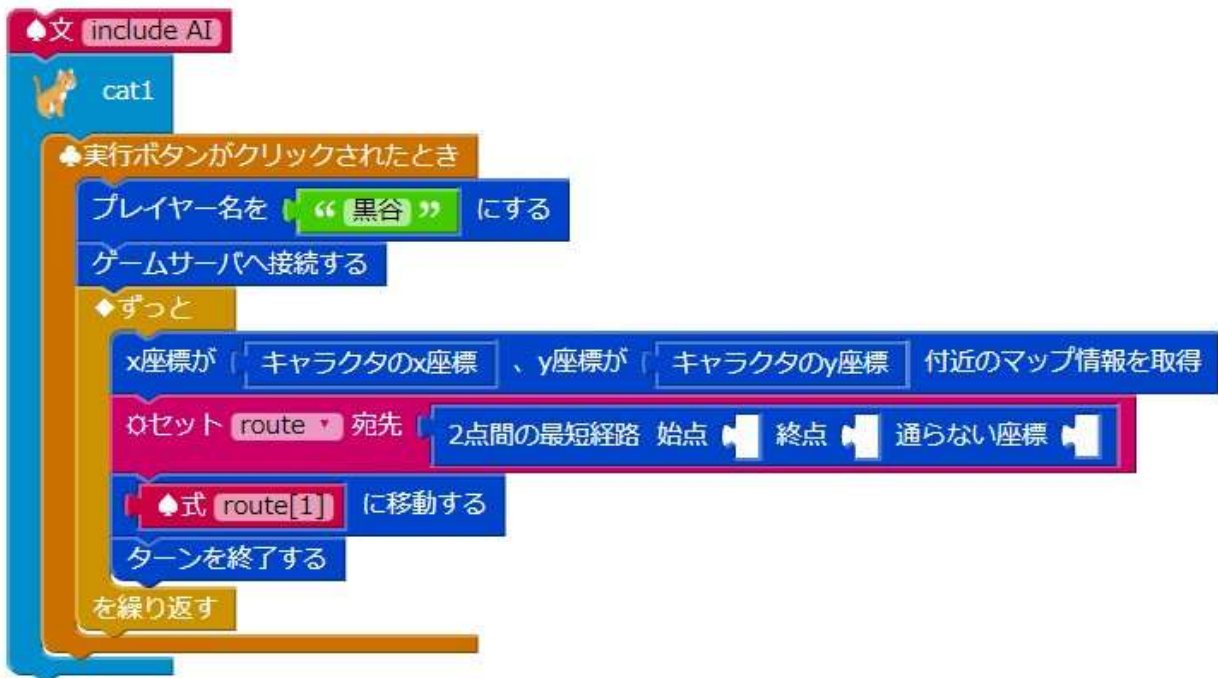 ♠文 include AI
cat1
♣実行ボタンがクリックされたとき
プレイヤー名を “ 黒谷 ” にする
ゲームサーバへ接続する
◆ずっと
x座標が キャラクタのx座標 、y座標が キャラクタのy座標 付近のマップ情報を取得
セット route 宛先 2点間の最短経路 始点 終点 通らない座標
♠式 route[1] に移動する
ターンを終了する
を繰り返す